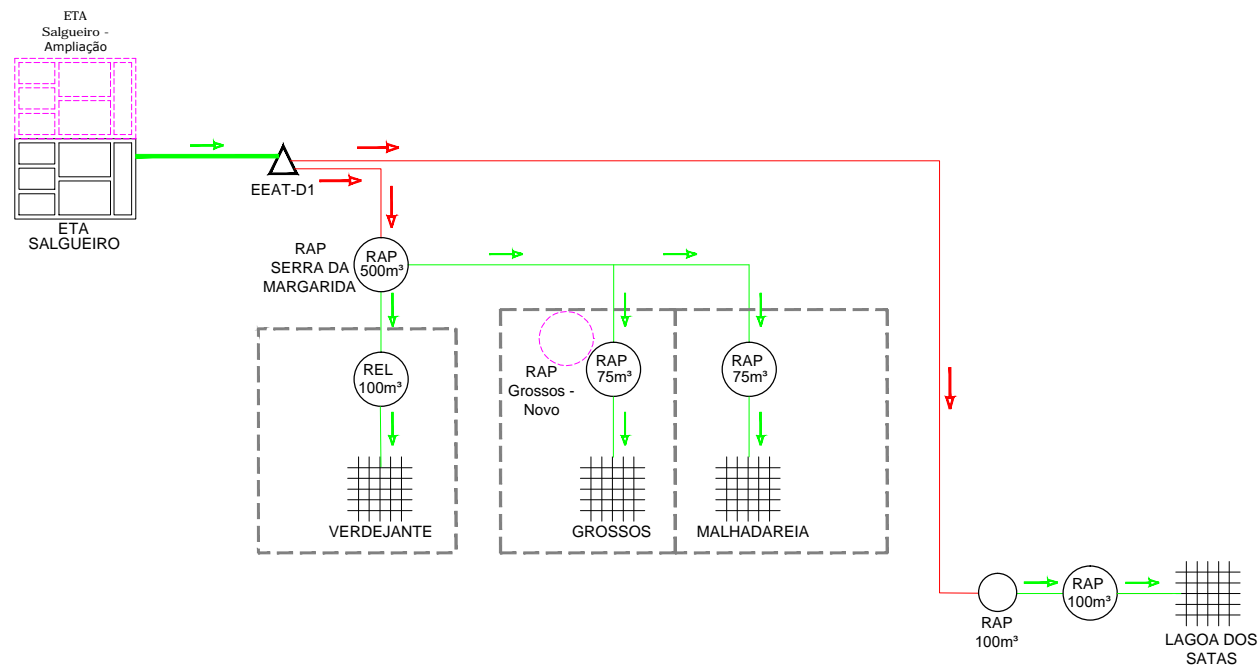 ETA
Salgueiro -
Ampliação
EEAT-D1
ETA
SALGUEIRO
RAP
SERRA DA
MARGARIDA
RAP
500m³
REL
100m³
RAP
Grossos -
Novo
RAP
75m³
RAP
75m³
VERDEJANTE
GROSSOS
MALHADAREIA
RAP
100m³
RAP
100m³
LAGOA DOS
SATAS